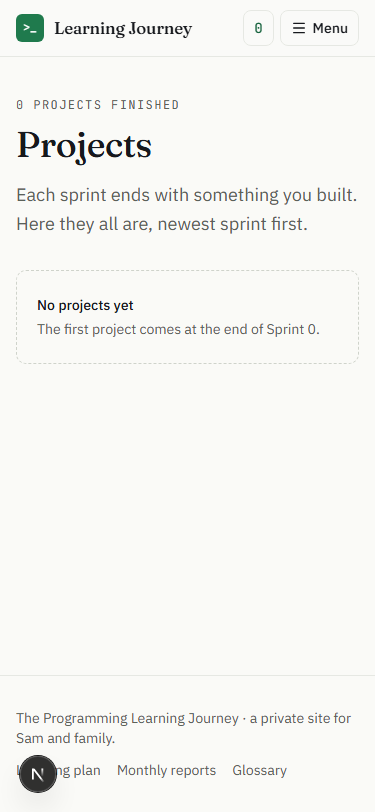 >_ Learning Journey 0 ☰ Menu
0 PROJECTS FINISHED
Projects
Each sprint ends with something you built.
Here they all are, newest sprint first.
No projects yet
The first project comes at the end of Sprint 0.
The Programming Learning Journey · a private site for
Sam and family.
N plan Monthly reports Glossary